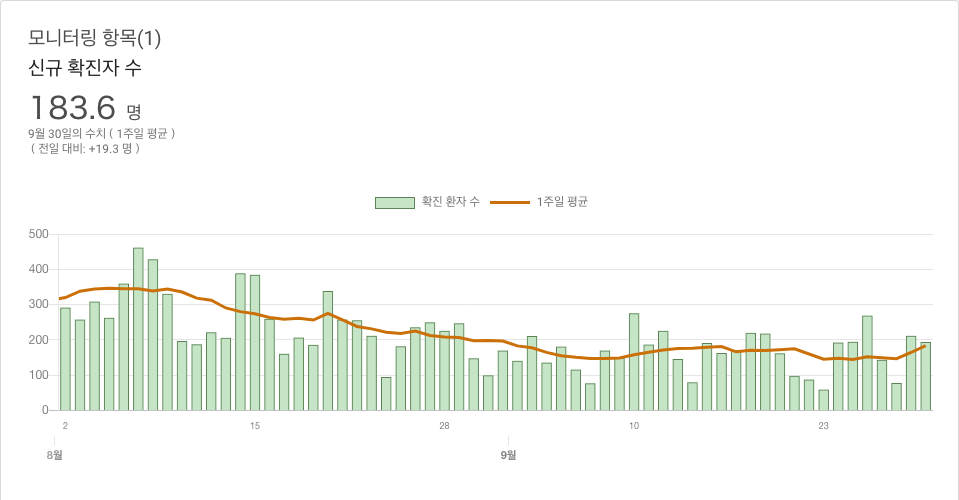 모니터링 항목(1)
신규 확진자 수
183.6 명
9월 30일의 수치 ( 1주일 평균 )
( 전일 대비: +19.3 명 )
확진 환자 수 1주일 평균
500
400
300
200
100
0
2 15 28 10 23
8월 9월